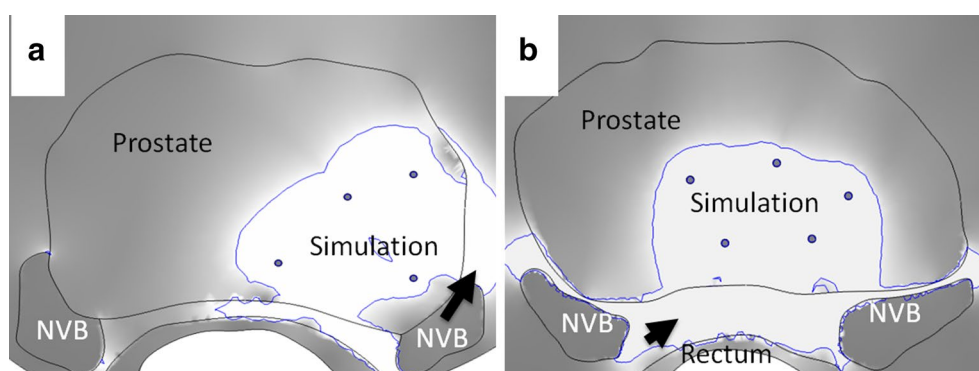 a
Prostate
Simulation
NVB
NVB
b
Prostate
Simulation
NVB
NVB
Rectum